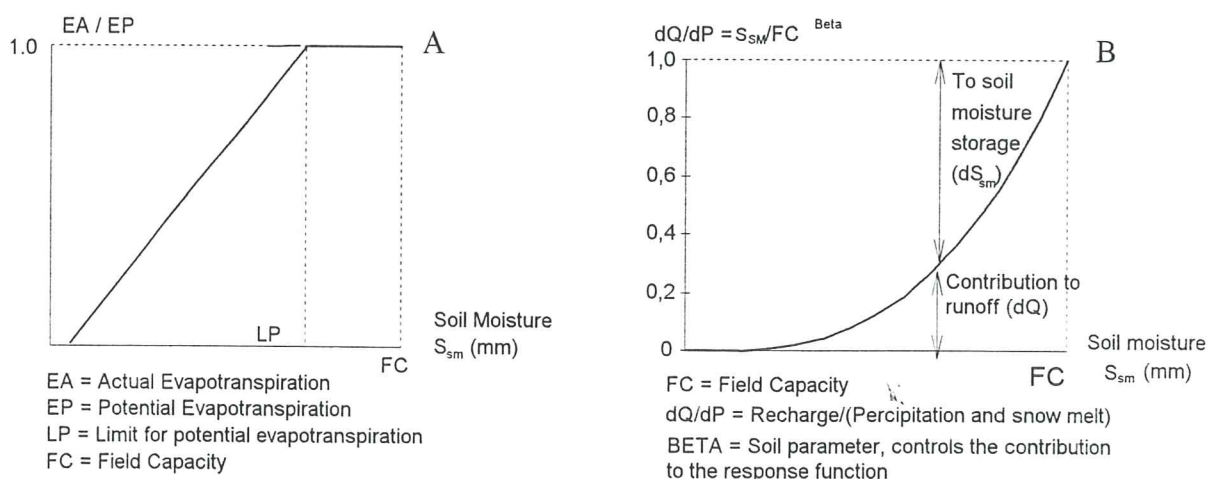 EA / EP
A
1.0
LP
Soil Moisture
S_sm (mm)
FC
EA = Actual Evapotranspiration
EP = Potential Evapotranspiration
LP = Limit for potential evapotranspiration
FC = Field Capacity
dQ/dP = S_SM/FC ^Beta
B
1,0
0,8
0,6
0,4
0,2
0
To soil
moisture
storage
(dS_sm)
Contribution to
runoff (dQ)
Soil moisture
S_sm (mm)
FC
FC = Field Capacity
dQ/dP = Recharge/(Percipitation and snow melt)
BETA = Soil parameter, controls the contribution
to the response function